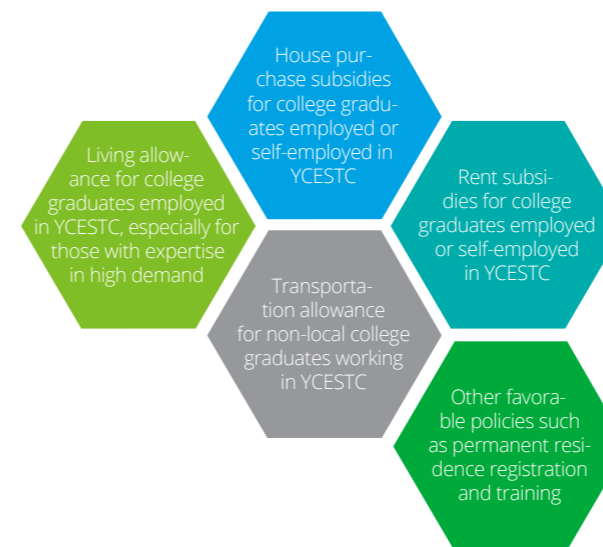 House pur-
chase subsidies
for college gradu-
ates employed or
self-employed in
YCESTC
Living allow-
ance for college
graduates employed
in YCESTC, especially for
those with expertise
in high demand
Rent subsi-
dies for college
graduates employed
or self-employed
in YCESTC
Transporta-
tion allowance
for non-local college
graduates working
in YCESTC
Other favora-
ble policies such
as permanent resi-
dence registration
and training